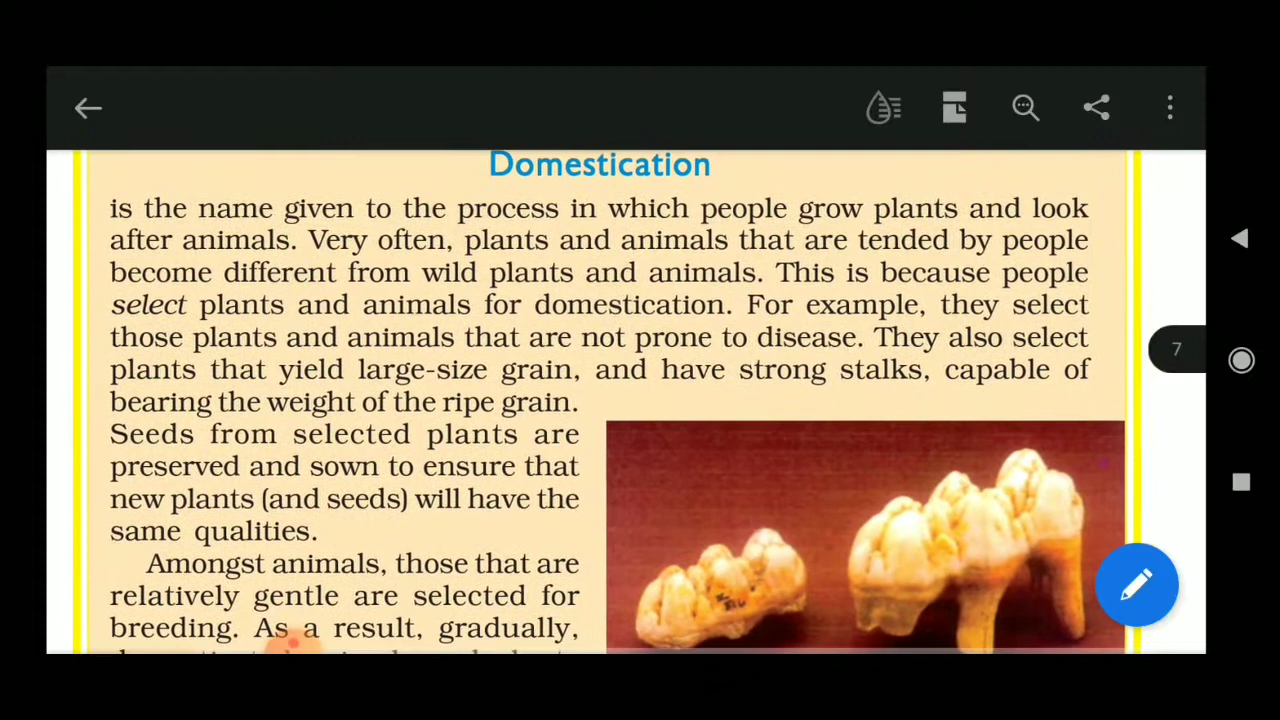 Domestication
is the name given to the process in which people grow plants and look
after animals. Very often, plants and animals that are tended by people
become different from wild plants and animals. This is because people
select plants and animals for domestication. For example, they select
those plants and animals that are not prone to disease. They also select
7
plants that yield large-size grain, and have strong stalks, capable of
bearing the weight of the ripe grain.
Seeds from selected plants are
preserved and sown to ensure that
new plants (and seeds) will have the
same qualities.
Amongst animals, those that are
relatively gentle are selected for
breeding. As a result, gradually,